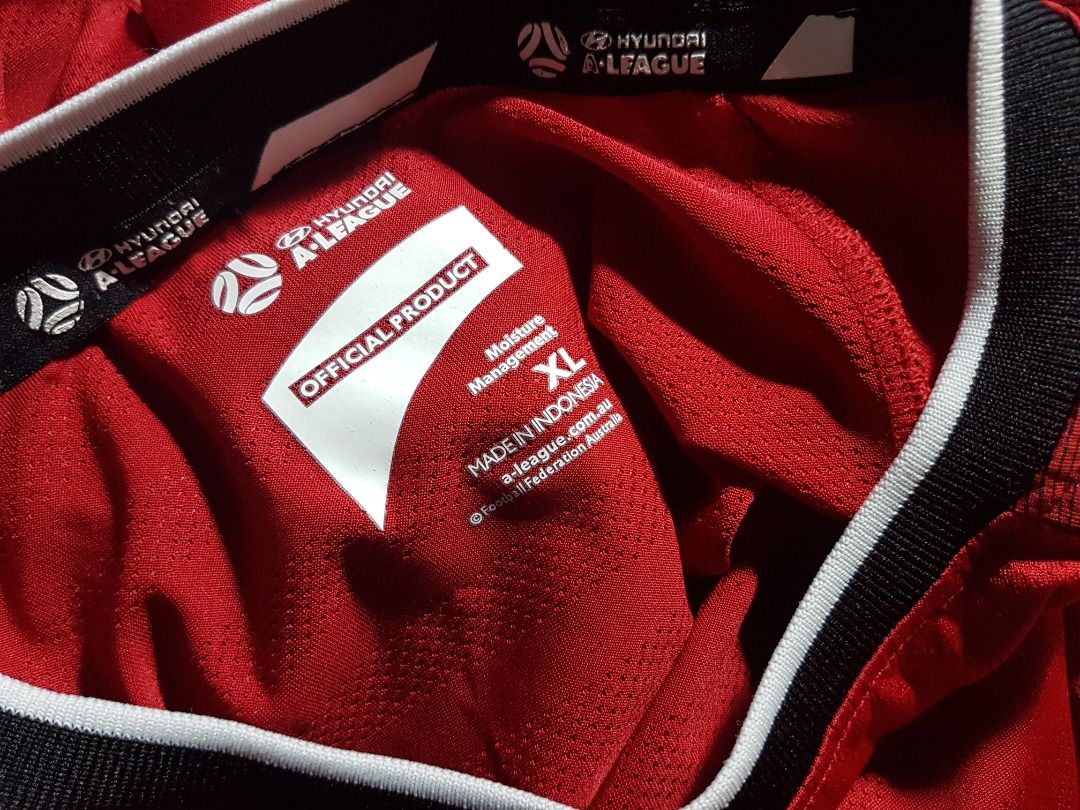 HYUNDAI
A-LEAGUE
HYUNDAI
A-LEAGUE
HYUNDAI
A-LEAGUE
OFFICIAL PRODUCT
Moisture
Management
XL
MADE IN INDONESIA
a-league.com.au
© Football Federation Australia